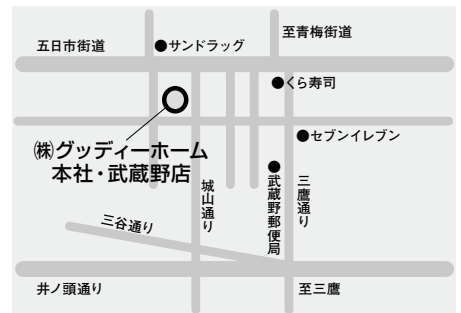 至青梅街道
五日市街道
サンドラッグ
くら寿司
セブンイレブン
㈱グッディーホーム
本社・武蔵野店
城山通り
武蔵野郵便局
三鷹通り
三谷通り
井ノ頭通り
至三鷹